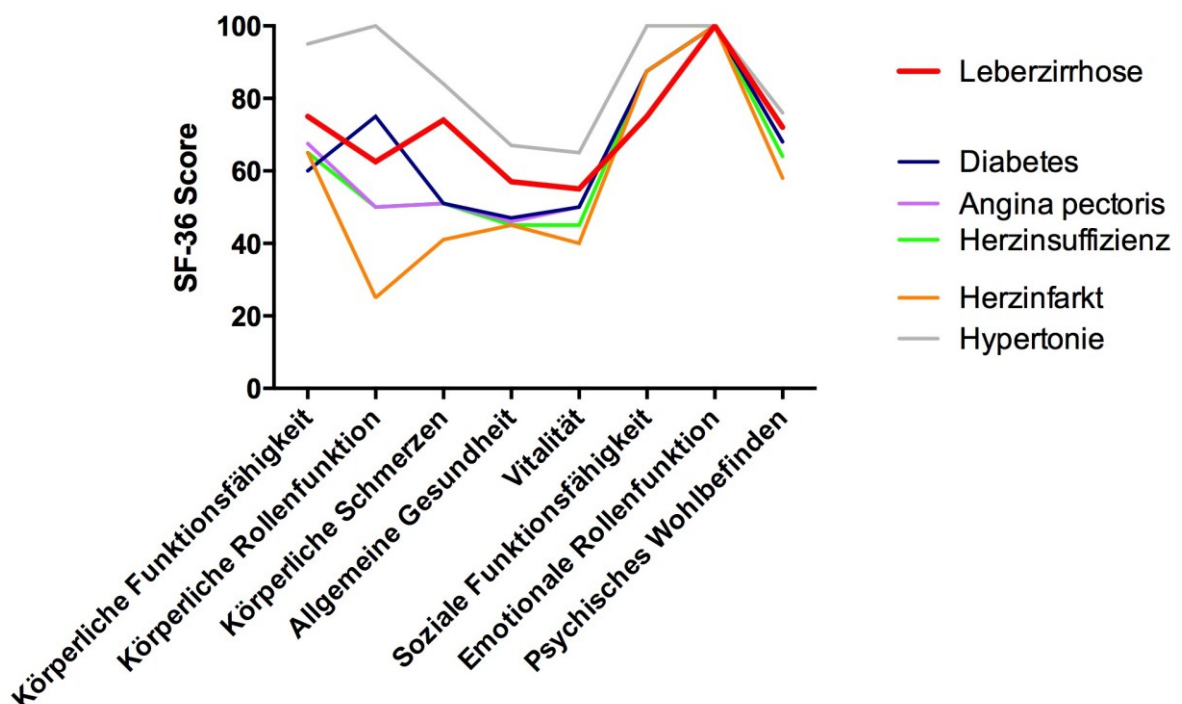 SF-36 Score
100
80
60
40
20
0
Körperliche Funktionsfähigkeit
Körperliche Rollenfunktion
Körperliche Schmerzen
Allgemeine Gesundheit
Vitalität
Soziale Funktionsfähigkeit
Emotionale Rollenfunktion
Psychisches Wohlbefinden
Leberzirrhose
Diabetes
Angina pectoris
Herzinsuffizienz
Herzinfarkt
Hypertonie